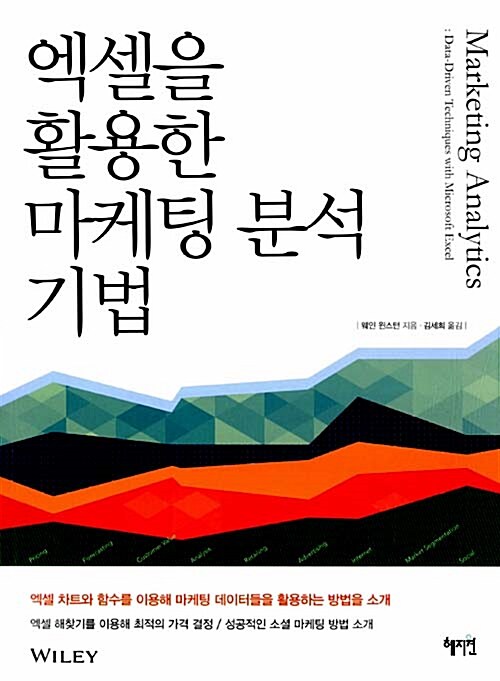 엑셀을
활용한
마케팅 분석
기법
Marketing Analytics
: Data-Driven Techniques with Microsoft Excel
| 웨인 윈스턴 지음 · 김세희 옮김 |
Pricing Forecasting Customer Value Analysis Retailing Advertising Internet Market Segmentation Social
엑셀 차트와 함수를 이용해 마케팅 데이터들을 활용하는 방법을 소개
엑셀 해찾기를 이용해 최적의 가격 결정 / 성공적인 소셜 마케팅 방법 소개
WILEY
혜지원